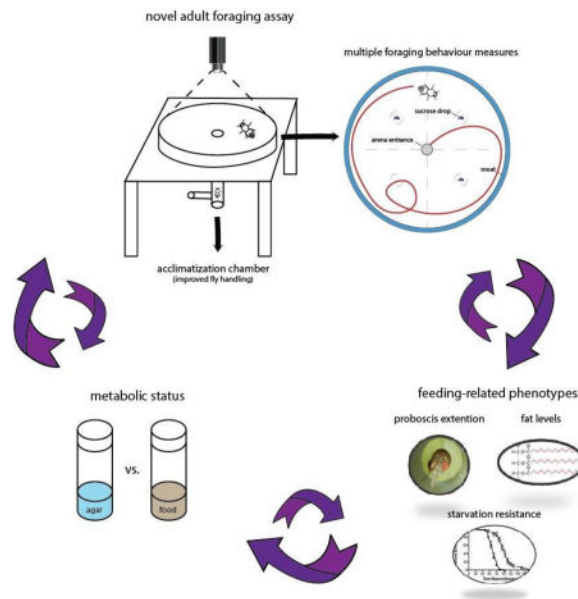 novel adult foraging assay
multiple foraging behaviour measures
sucrose drop
arena entrance
moat
acclimatization chamber
(improved fly handling)
metabolic status
vs.
agar
food
feeding-related phenotypes
proboscis extention
fat levels
starvation resistance